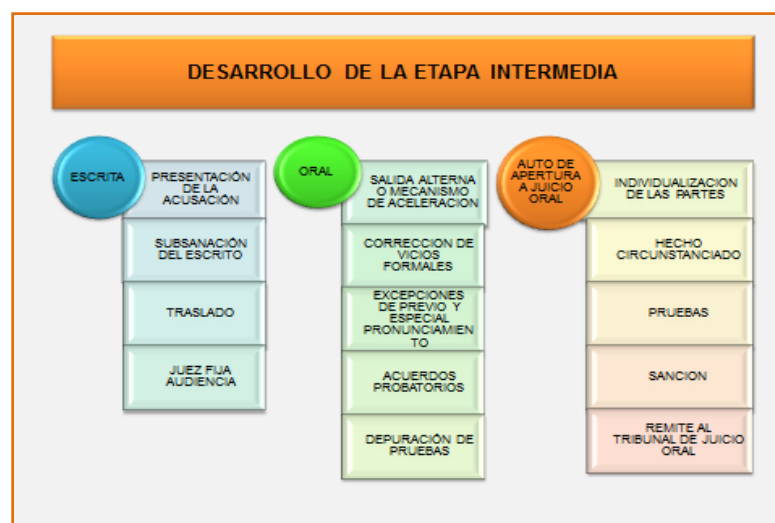 DESARROLLO DE LA ETAPA INTERMEDIA
ESCRITA
PRESENTACIÓN
DE LA
ACUSACIÓN
SUBSANACIÓN
DEL ESCRITO
TRASLADO
JUEZ FIJA
AUDIENCIA
ORAL
SALIDA ALTERNA
O MECANISMO
DE ACELERACION
CORRECCION DE
VICIOS
FORMALES
EXCEPCIONES
DE PREVIO Y
ESPECIAL
PRONUNCIAMIEN
TO
ACUERDOS
PROBATORIOS
DEPURACIÓN DE
PRUEBAS
AUTO DE
APERTURA
A JUICIO
ORAL
INDIVIDUALIZACION
DE LAS PARTES
HECHO
CIRCUNSTANCIADO
PRUEBAS
SANCION
REMITE AL
TRIBUNAL DE JUICIO
ORAL